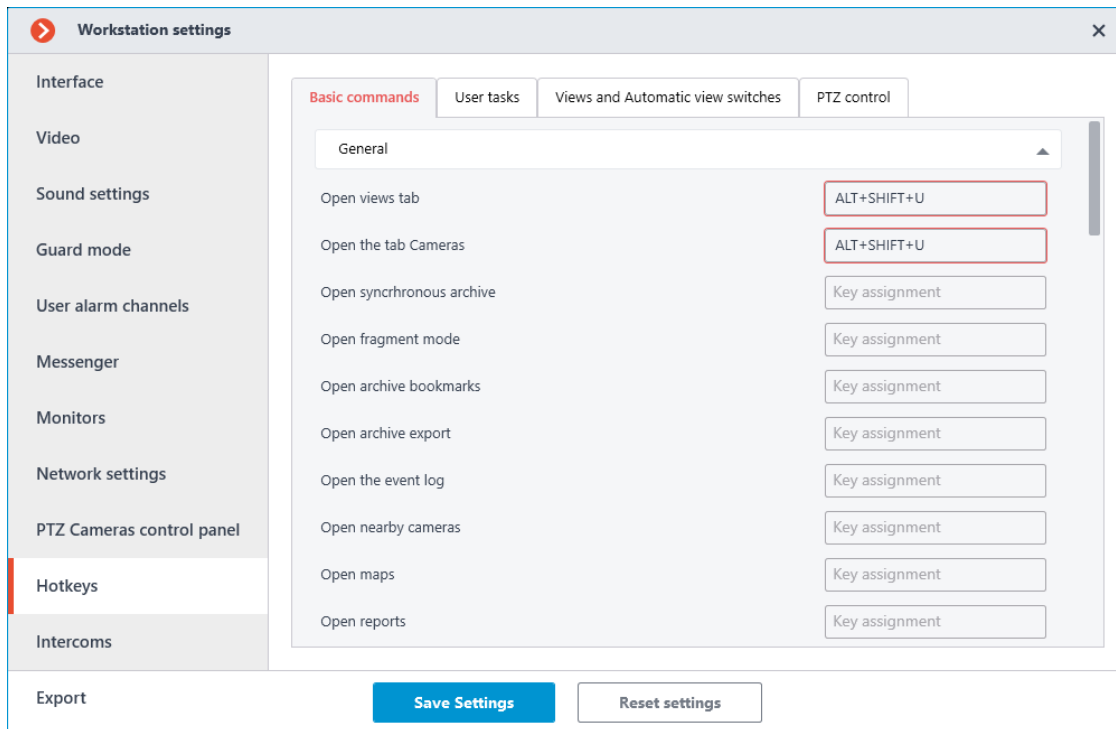 Workstation settings
Interface
Video
Sound settings
Guard mode
User alarm channels
Messenger
Monitors
Network settings
PTZ Cameras control panel
Hotkeys
Intercoms
Export
Basic commands User tasks Views and Automatic view switches PTZ control
General
Open views tab ALT+SHIFT+U
Open the tab Cameras ALT+SHIFT+U
Open syncrhronous archive Key assignment
Open fragment mode Key assignment
Open archive bookmarks Key assignment
Open archive export Key assignment
Open the event log Key assignment
Open nearby cameras Key assignment
Open maps Key assignment
Open reports Key assignment
Save Settings Reset settings